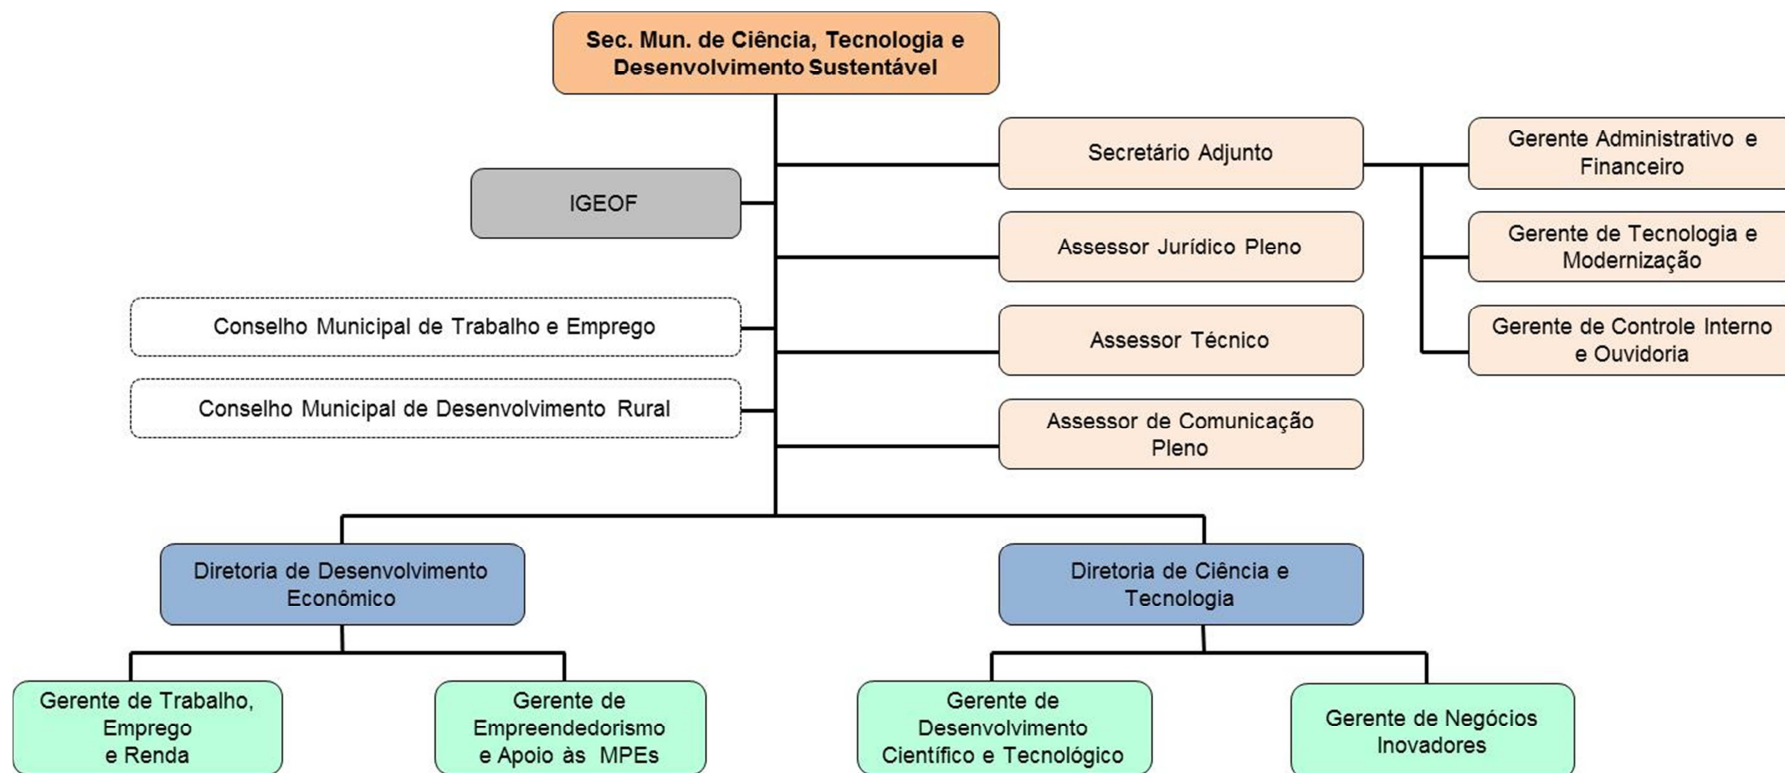 Sec. Mun. de Ciência, Tecnologia e
Desenvolvimento Sustentável
Secretário Adjunto
Gerente Administrativo e
Financeiro
IGEOF
Assessor Jurídico Pleno
Gerente de Tecnologia e
Modernização
Conselho Municipal de Trabalho e Emprego
Assessor Técnico
Gerente de Controle Interno
e Ouvidoria
Conselho Municipal de Desenvolvimento Rural
Assessor de Comunicação
Pleno
Diretoria de Desenvolvimento
Econômico
Diretoria de Ciência e
Tecnologia
Gerente de Trabalho,
Emprego
e Renda
Gerente de
Empreendedorismo
e Apoio às MPEs
Gerente de
Desenvolvimento
Científico e Tecnológico
Gerente de Negócios
Inovadores